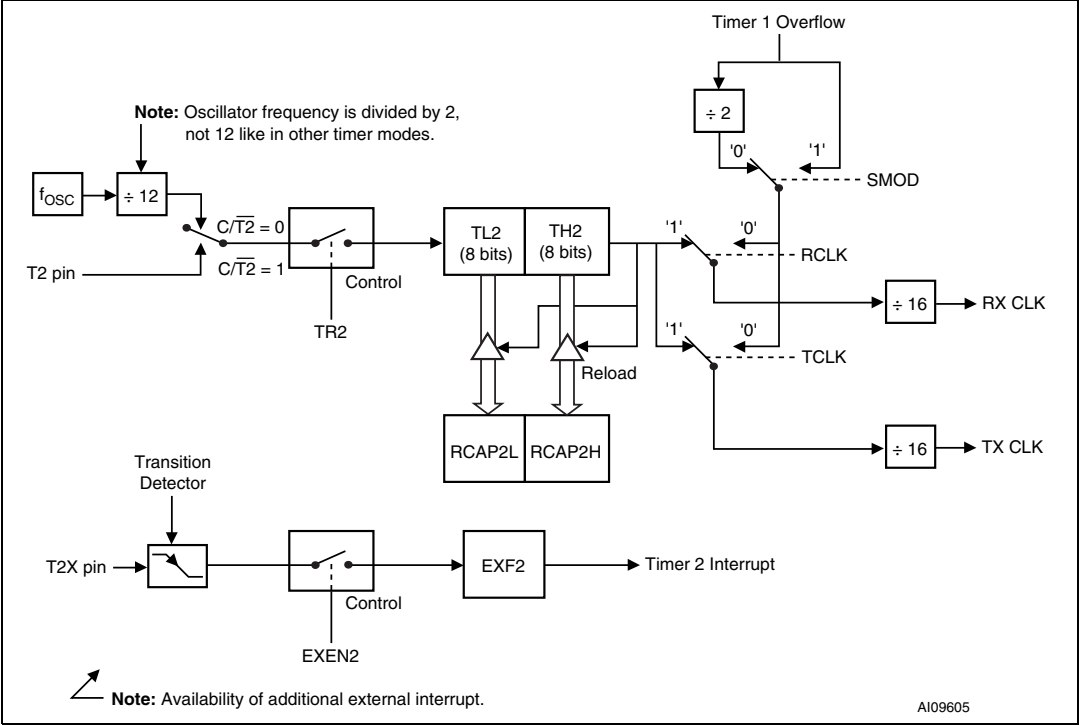 Timer 1 Overflow
Note: Oscillator frequency is divided by 2,
not 12 like in other timer modes.
÷ 2
'0'
'1'
SMOD
fOSC
÷ 12
C/T2̅ = 0
C/T2̅ = 1
T2 pin
Control
TR2
TL2
(8 bits)
TH2
(8 bits)
'1'
'0'
RCLK
÷ 16
RX CLK
'1'
'0'
TCLK
Reload
RCAP2L
RCAP2H
÷ 16
TX CLK
Transition
Detector
T2X pin
Control
EXEN2
EXF2
Timer 2 Interrupt
Note: Availability of additional external interrupt.
AI09605